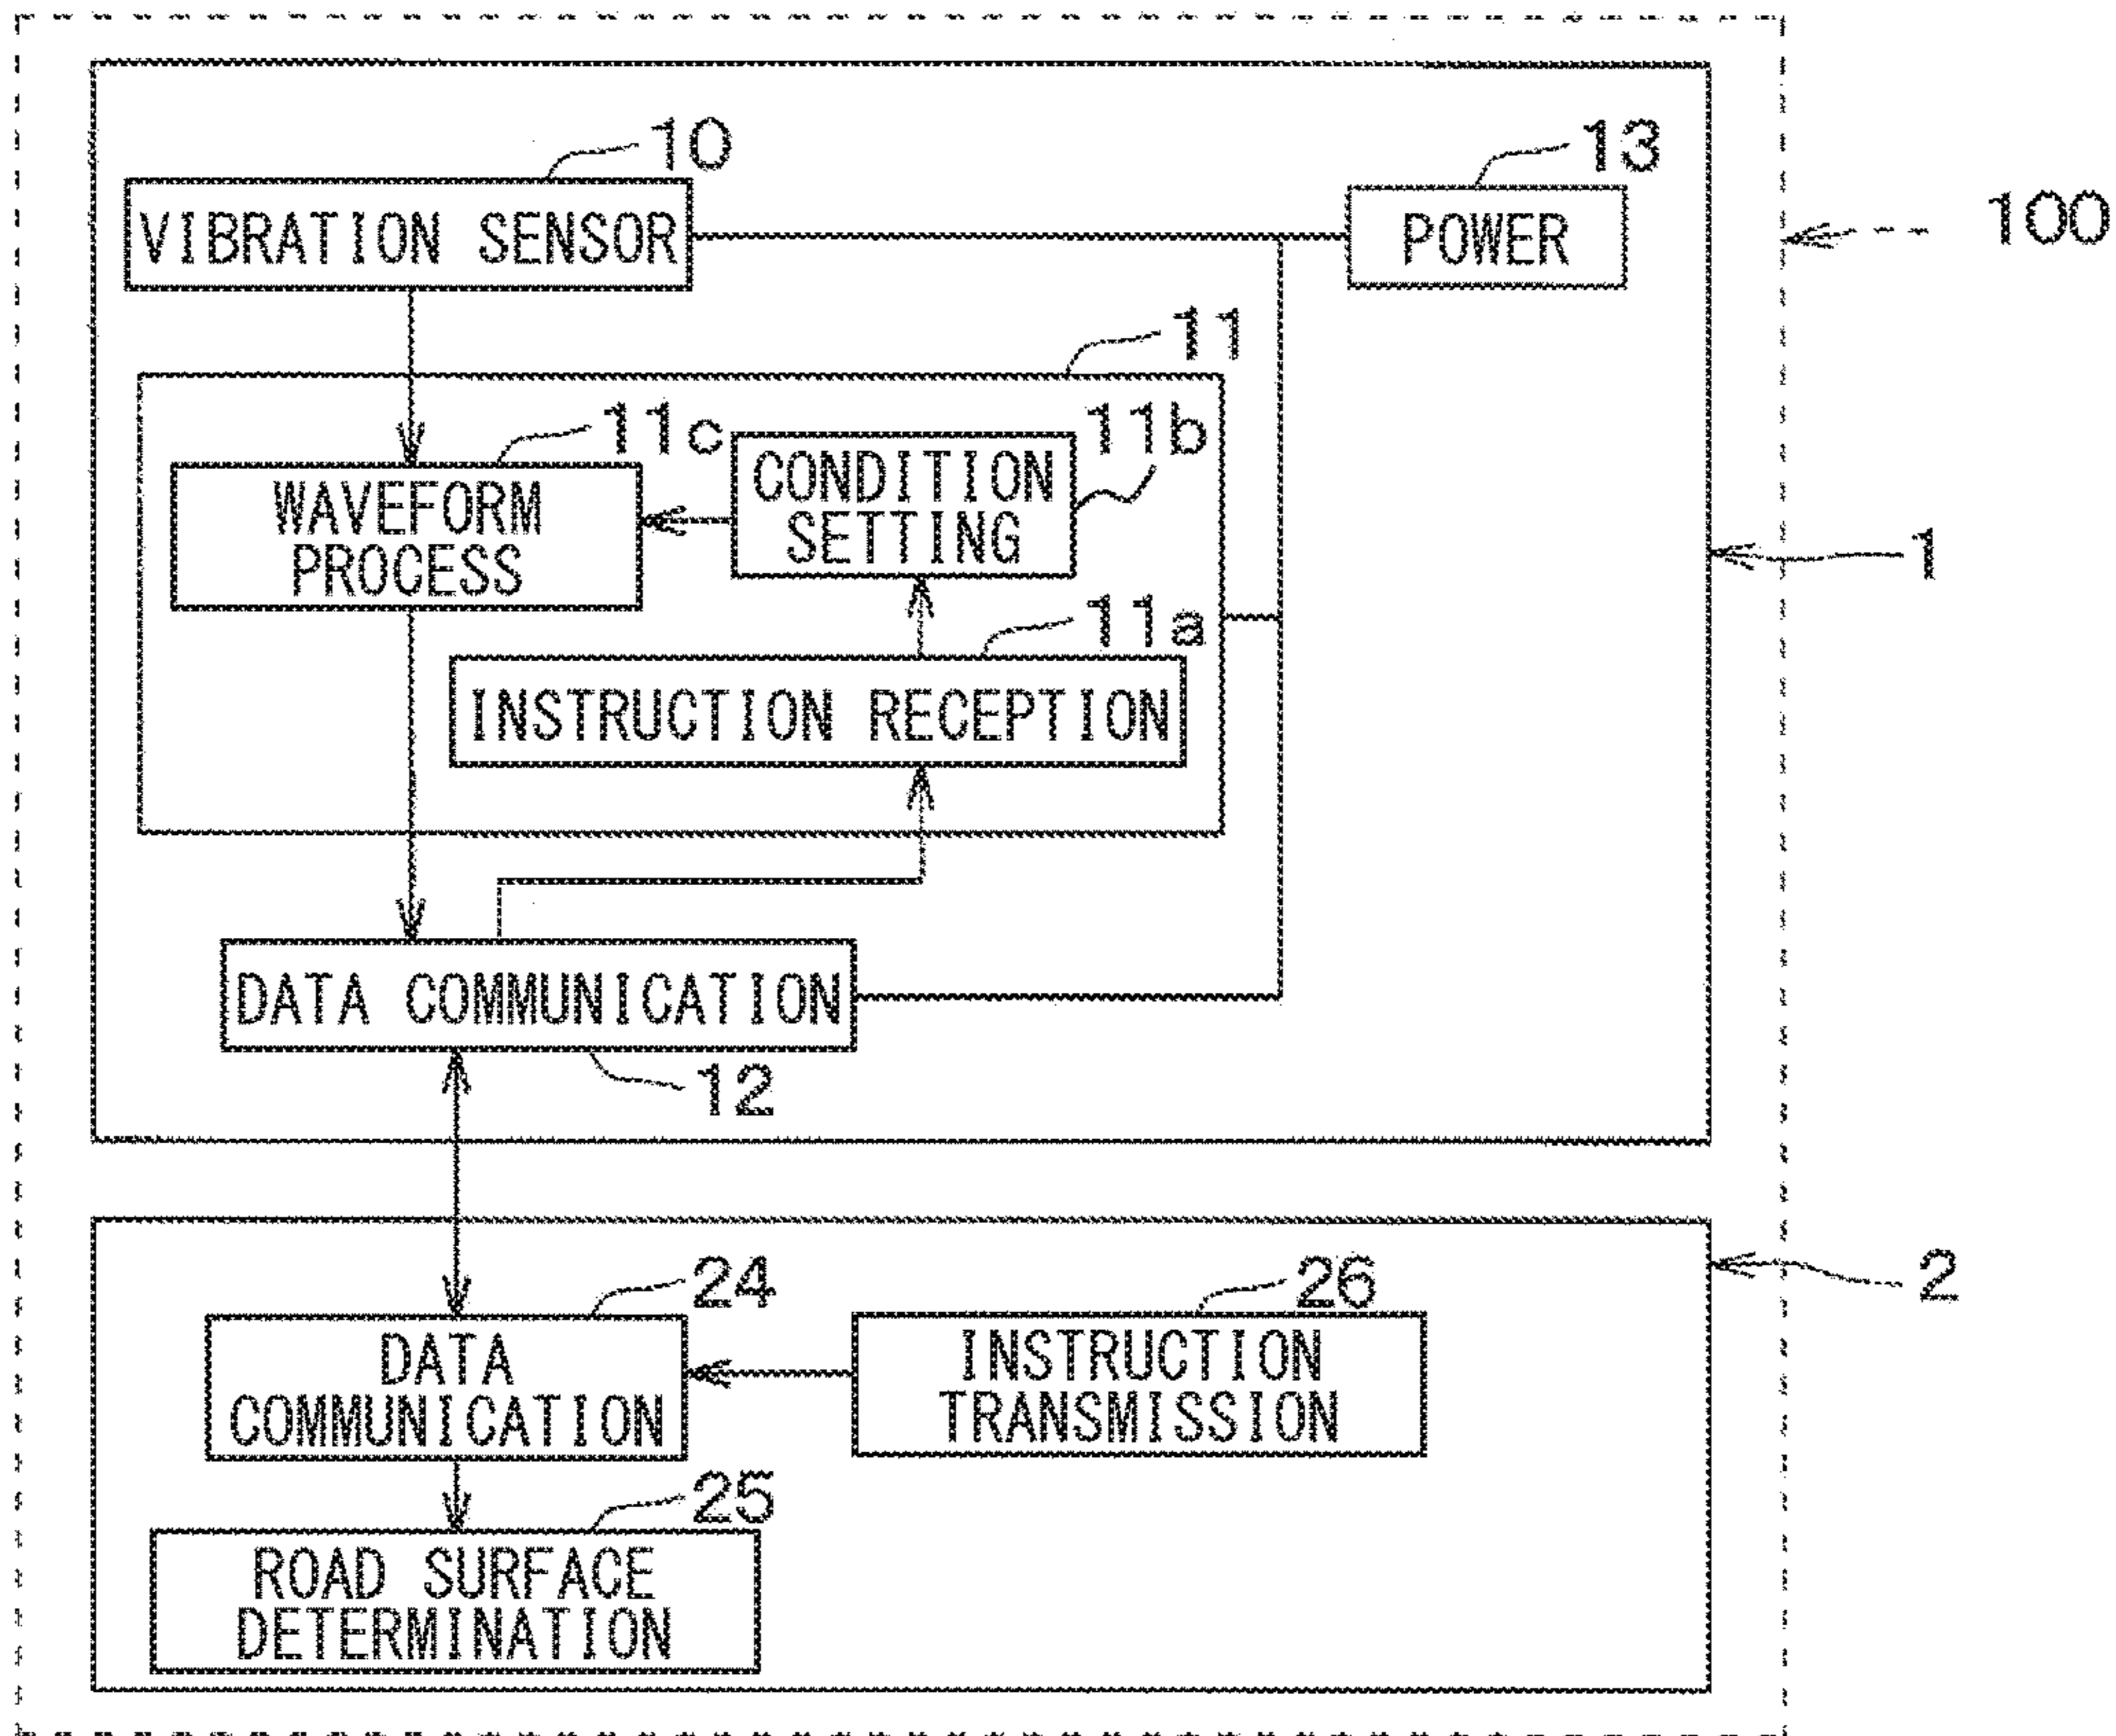 10
13
VIBRATION SENSOR
POWER
100
11
11c
11b
CONDITION
SETTING
WAVEFORM
PROCESS
1
11a
INSTRUCTION RECEPTION
DATA COMMUNICATION
12
24
26
2
DATA
COMMUNICATION
INSTRUCTION
TRANSMISSION
25
ROAD SURFACE
DETERMINATION